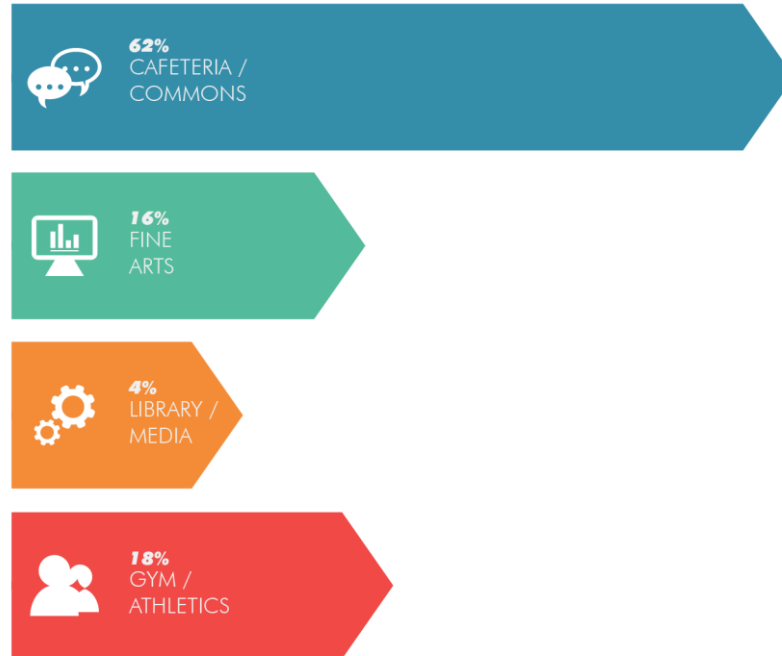 62%
CAFETERIA /
COMMONS
16%
FINE
ARTS
4%
LIBRARY /
MEDIA
18%
GYM /
ATHLETICS